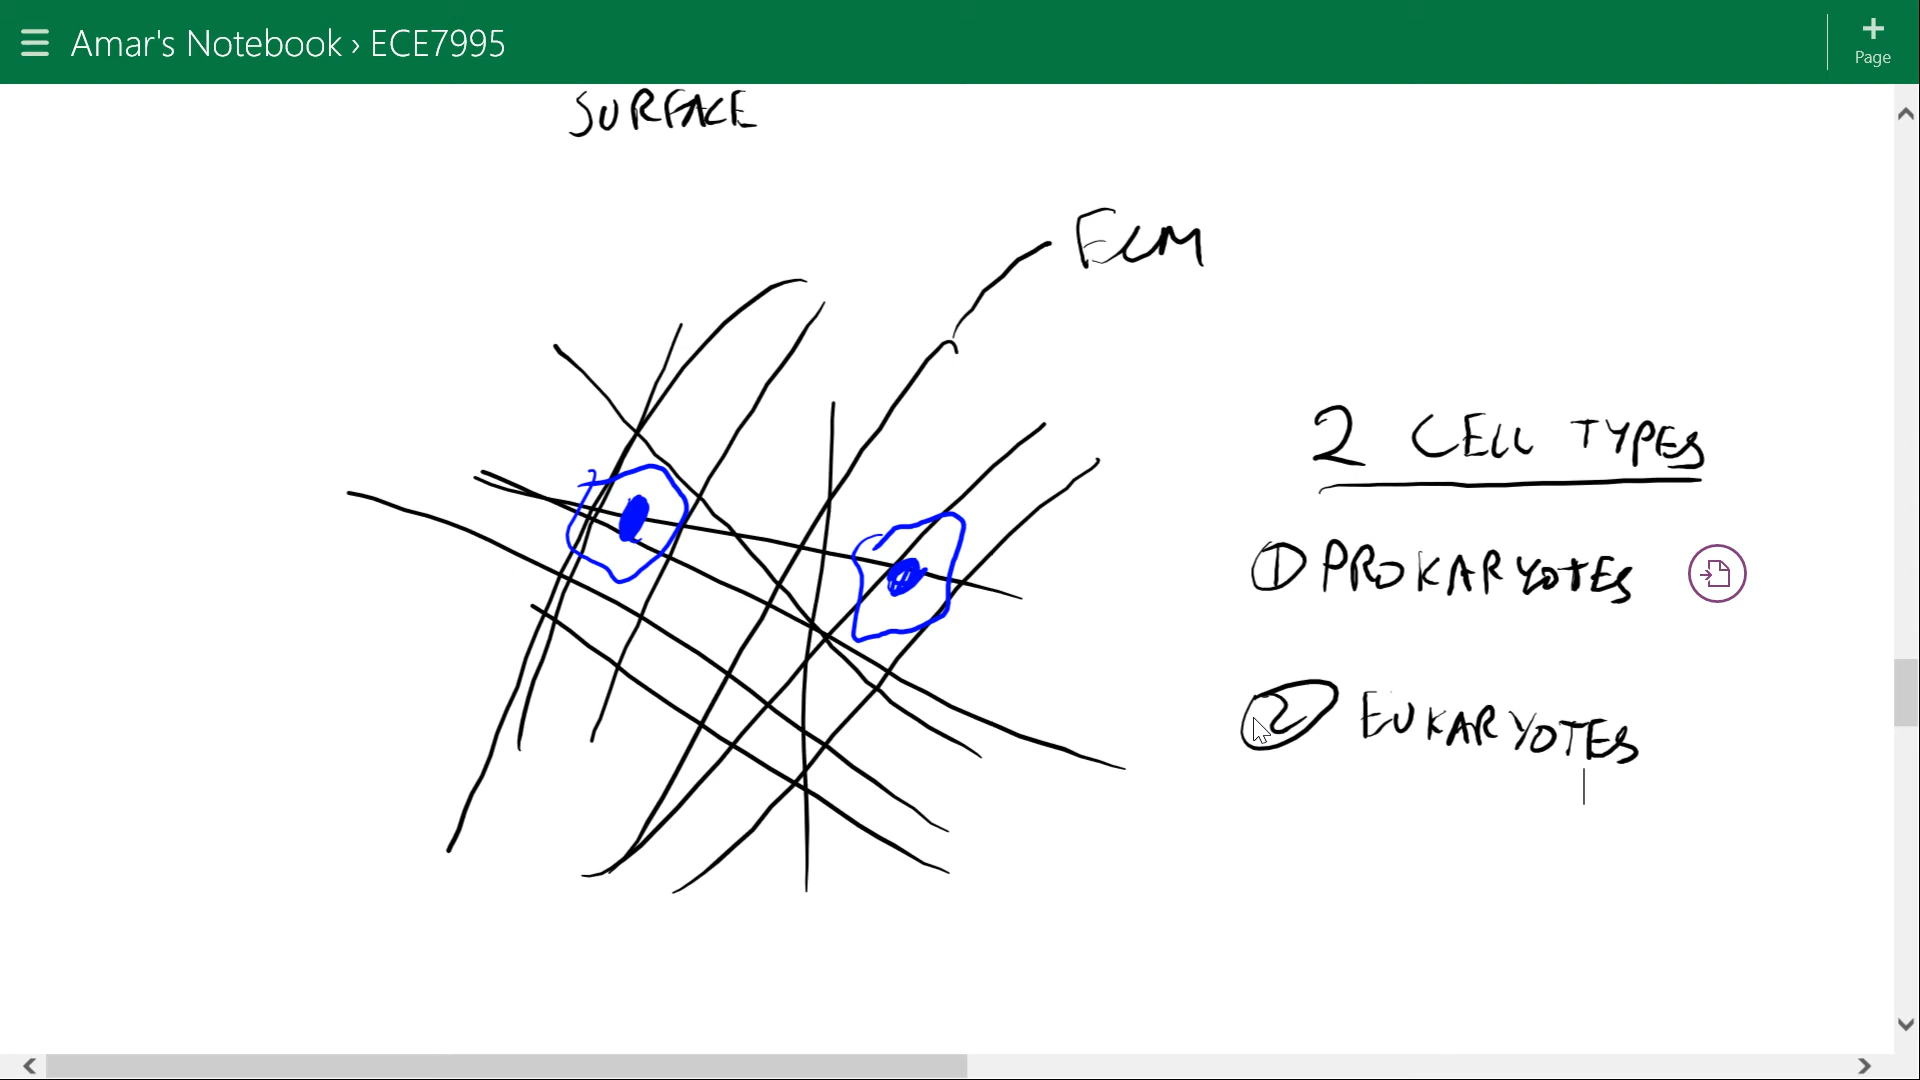 Amar's Notebook › ECE7995
Page
SURFACE
ECM
2 CELL TYPES
1 PROKARYOTES
2 EUKARYOTES